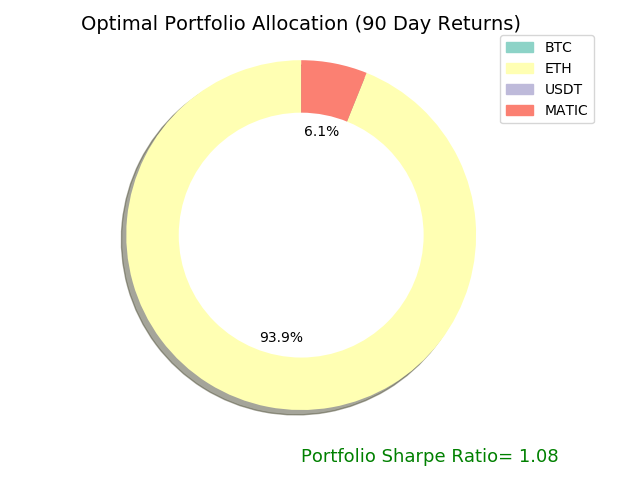 Optimal Portfolio Allocation (90 Day Returns)
BTC
ETH
USDT
MATIC
6.1%
93.9%
Portfolio Sharpe Ratio= 1.08